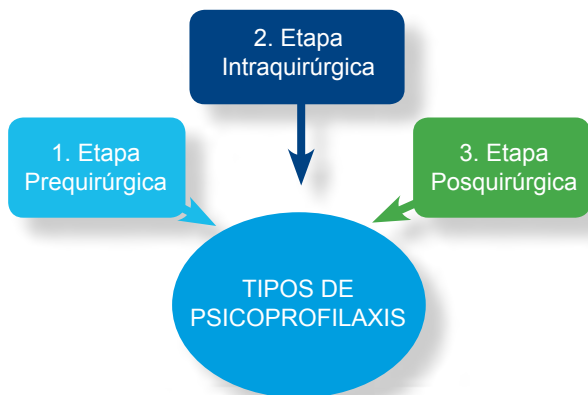 2. Etapa
Intraquirúrgica
1. Etapa
Prequirúrgica
3. Etapa
Posquirúrgica
TIPOS DE
PSICOPROFILAXIS